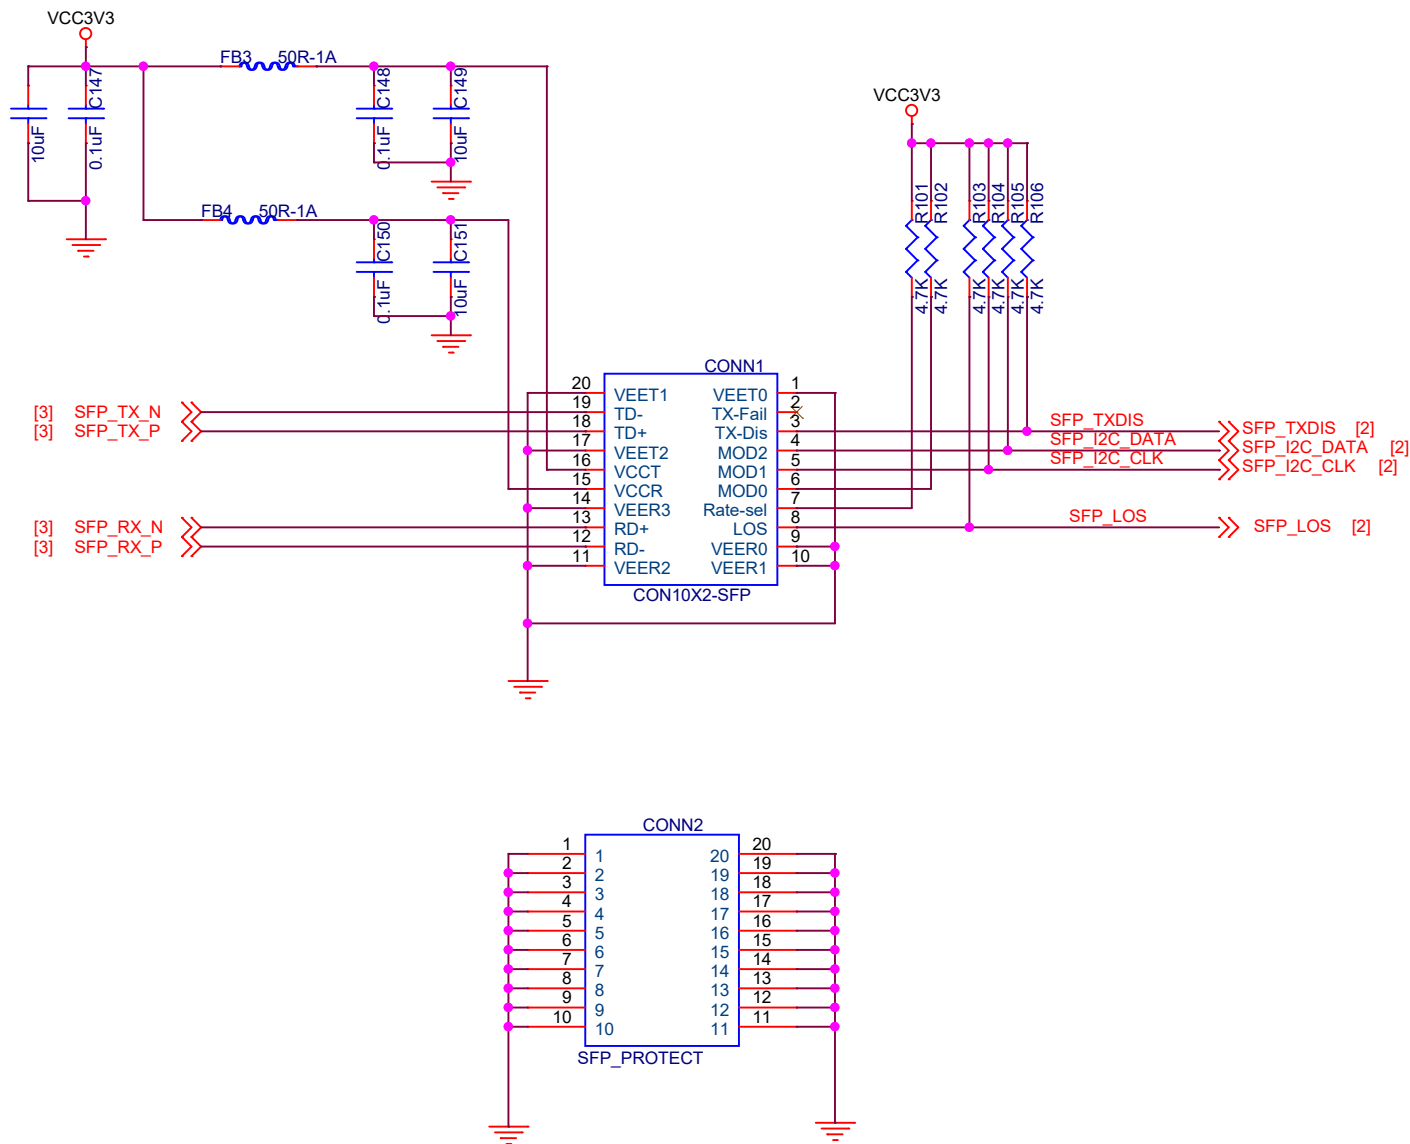 VCC3V3
FB3 50R-1A
C147
10uF
0.1uF
C148
0.1uF
C149
10uF
FB4 50R-1A
C150
0.1uF
C151
10uF
VCC3V3
R101
R102
R103
R104
R105
R106
4.7K
4.7K
4.7K
4.7K
4.7K
4.7K
CONN1
20 VEET1 VEET0 1
[3] SFP_TX_N 19 TD- TX-Fail 2
[3] SFP_TX_P 18 TD+ TX-Dis 3 SFP_TXDIS SFP_TXDIS [2]
17 VEET2 MOD2 4 SFP_I2C_DATA SFP_I2C_DATA [2]
16 VCCT MOD1 5 SFP_I2C_CLK SFP_I2C_CLK [2]
15 VCCR MOD0 6
14 VEER3 Rate-sel 7
[3] SFP_RX_N 13 RD+ LOS 8 SFP_LOS SFP_LOS [2]
[3] SFP_RX_P 12 RD- VEER0 9
11 VEER2 VEER1 10
CON10X2-SFP
CONN2
1 1 20 20
2 2 19 19
3 3 18 18
4 4 17 17
5 5 16 16
6 6 15 15
7 7 14 14
8 8 13 13
9 9 12 12
10 10 11 11
SFP_PROTECT